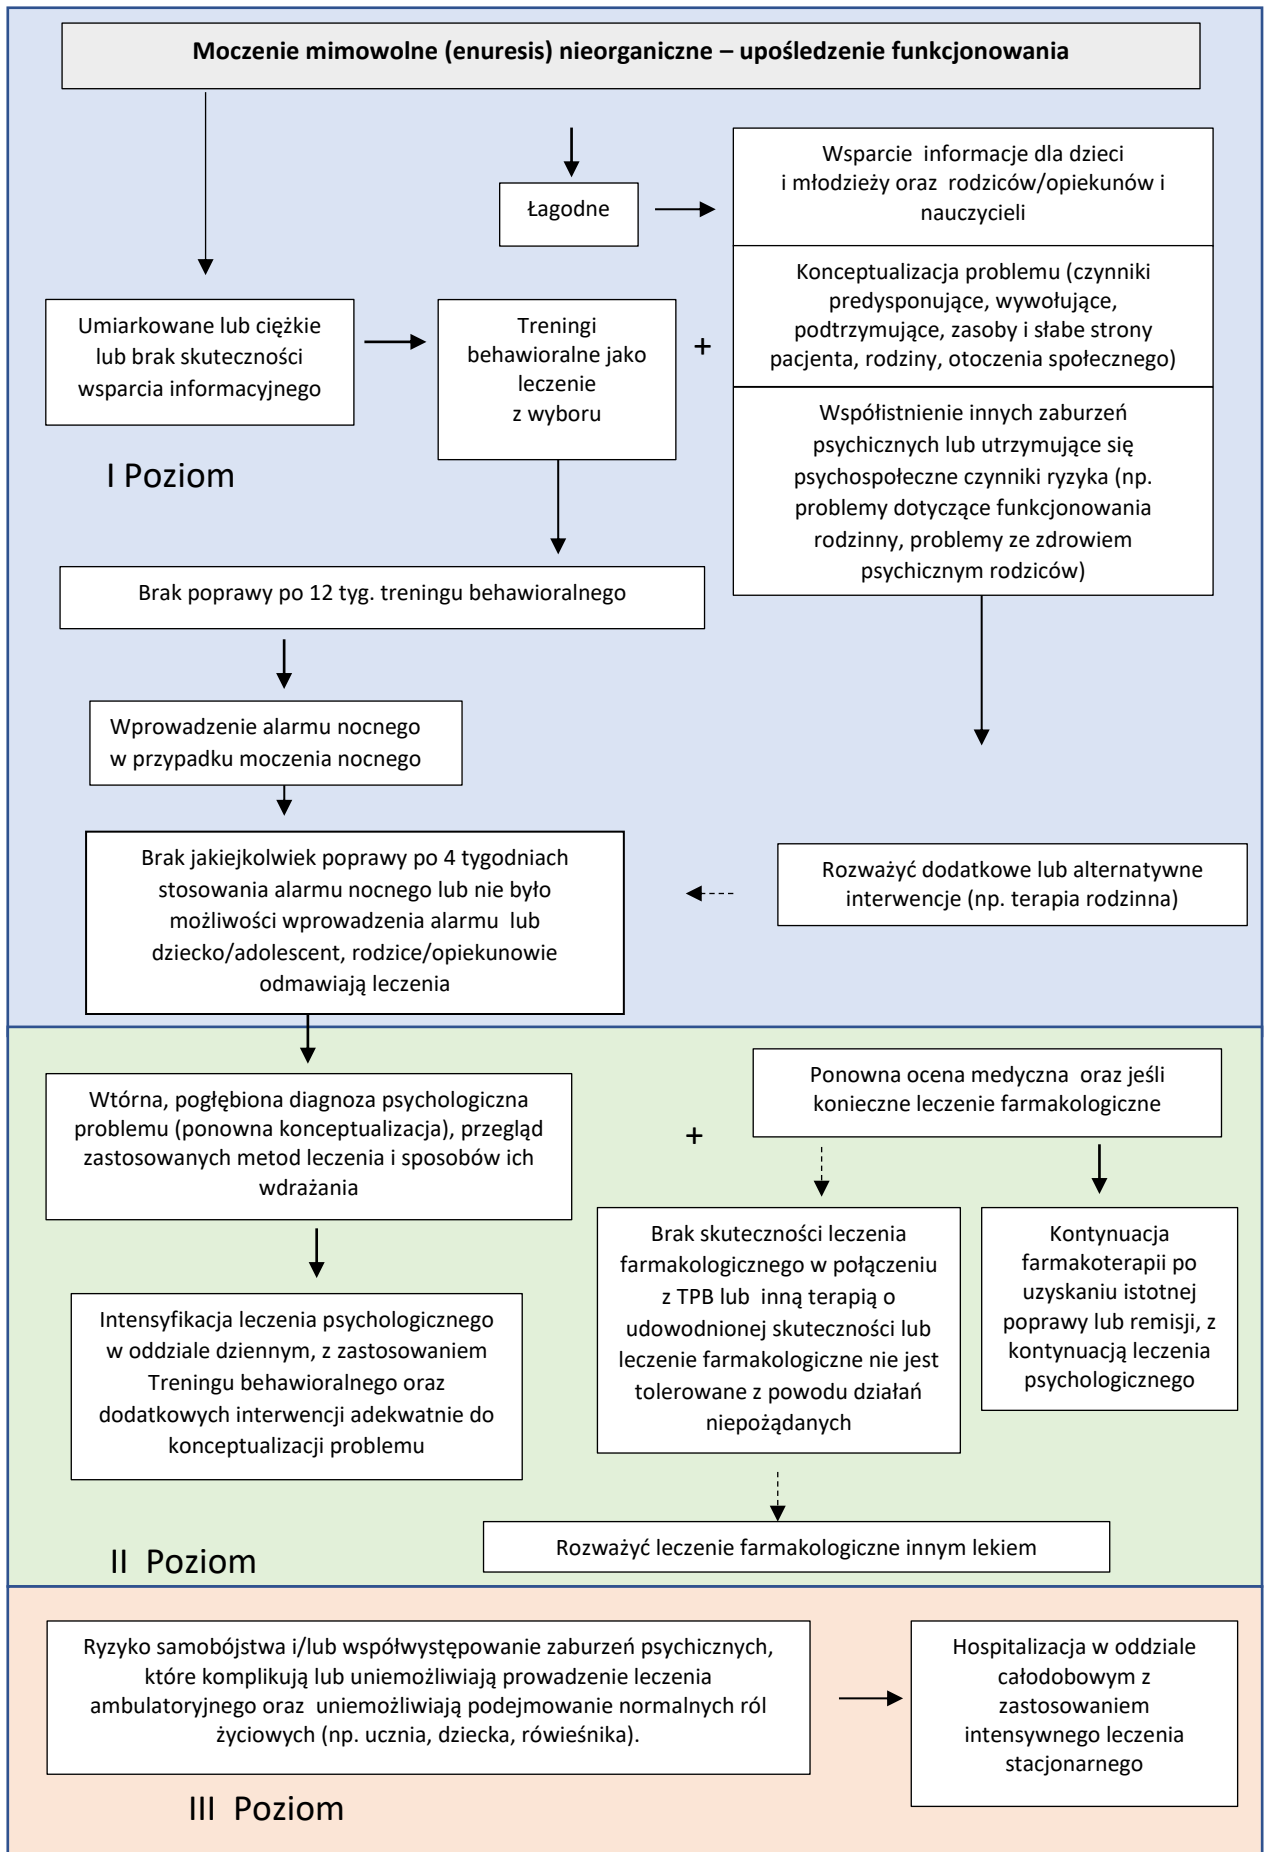 Moczenie mimowolne (enuresis) nieorganiczne – upośledzenie funkcjonowania
Łagodne
Wsparcie informacje dla dzieci
i młodzieży oraz rodziców/opiekunów i
nauczycieli
Konceptualizacja problemu (czynniki
predysponujące, wywołujące,
podtrzymujące, zasoby i słabe strony
pacjenta, rodziny, otoczenia społecznego)
Współistnienie innych zaburzeń
psychicznych lub utrzymujące się
psychospołeczne czynniki ryzyka (np.
problemy dotyczące funkcjonowania
rodzinny, problemy ze zdrowiem
psychicznym rodziców)
Umiarkowane lub ciężkie
lub brak skuteczności
wsparcia informacyjnego
Treningi
behawioralne jako
leczenie
z wyboru
+
I Poziom
Brak poprawy po 12 tyg. treningu behawioralnego
Wprowadzenie alarmu nocnego
w przypadku moczenia nocnego
Brak jakiejkolwiek poprawy po 4 tygodniach
stosowania alarmu nocnego lub nie było
możliwości wprowadzenia alarmu lub
dziecko/adolescent, rodzice/opiekunowie
odmawiają leczenia
Rozważyć dodatkowe lub alternatywne
interwencje (np. terapia rodzinna)
Wtórna, pogłębiona diagnoza psychologiczna
problemu (ponowna konceptualizacja), przegląd
zastosowanych metod leczenia i sposobów ich
wdrażania
+
Ponowna ocena medyczna oraz jeśli
konieczne leczenie farmakologiczne
Intensyfikacja leczenia psychologicznego
w oddziale dziennym, z zastosowaniem
Treningu behawioralnego oraz
dodatkowych interwencji adekwatnie do
konceptualizacji problemu
Brak skuteczności leczenia
farmakologicznego w połączeniu
z TPB lub inną terapią o
udowodnionej skuteczności lub
leczenie farmakologiczne nie jest
tolerowane z powodu działań
niepożądanych
Kontynuacja
farmakoterapii po
uzyskaniu istotnej
poprawy lub remisji, z
kontynuacją leczenia
psychologicznego
Rozważyć leczenie farmakologiczne innym lekiem
II Poziom
Ryzyko samobójstwa i/lub współwystępowanie zaburzeń psychicznych,
które komplikują lub uniemożliwiają prowadzenie leczenia
ambulatoryjnego oraz uniemożliwiają podejmowanie normalnych ról
życiowych (np. ucznia, dziecka, rówieśnika).
Hospitalizacja w oddziale
całodobowym z
zastosowaniem
intensywnego leczenia
stacjonarnego
III Poziom